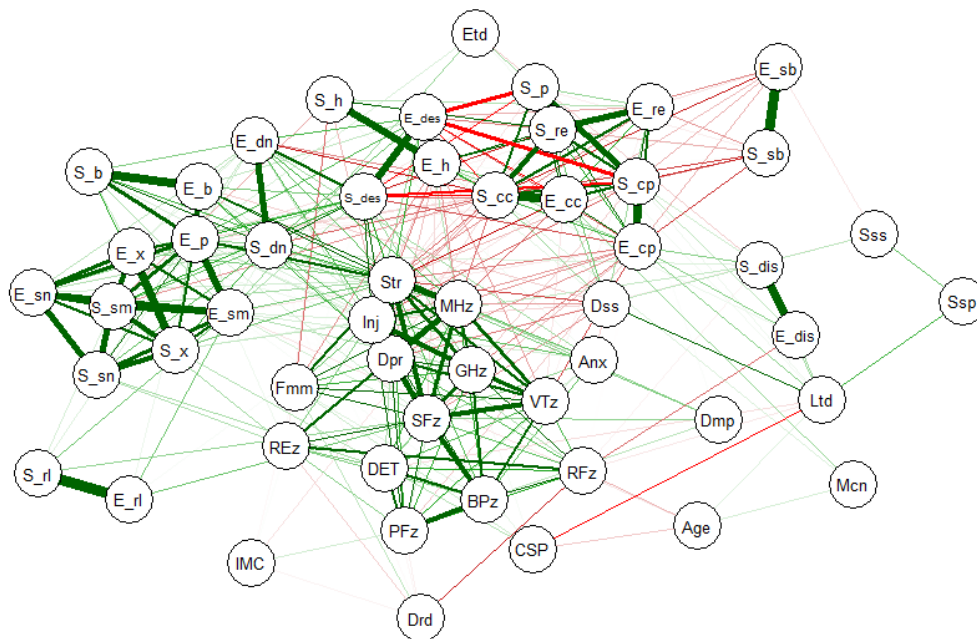 Etd
E_sb
S_p
S_h
E_re
E_des
S_re
E_dn
S_sb
E_h
S_b
S_cp
E_b
S_des
S_cc
E_cc
Sss
E_p
S_dn
E_x
E_cp
S_dis
Str
E_sn
S_sm
MHz
Dss
Ssp
E_sm
Inj
E_dis
S_x
Dpr
GHz
Anx
S_sn
Fmm
VTz
Ltd
SFz
Dmp
REz
S_rl
DET
RFz
Mcn
E_rl
BPz
PFz
Age
CSP
IMC
Drd